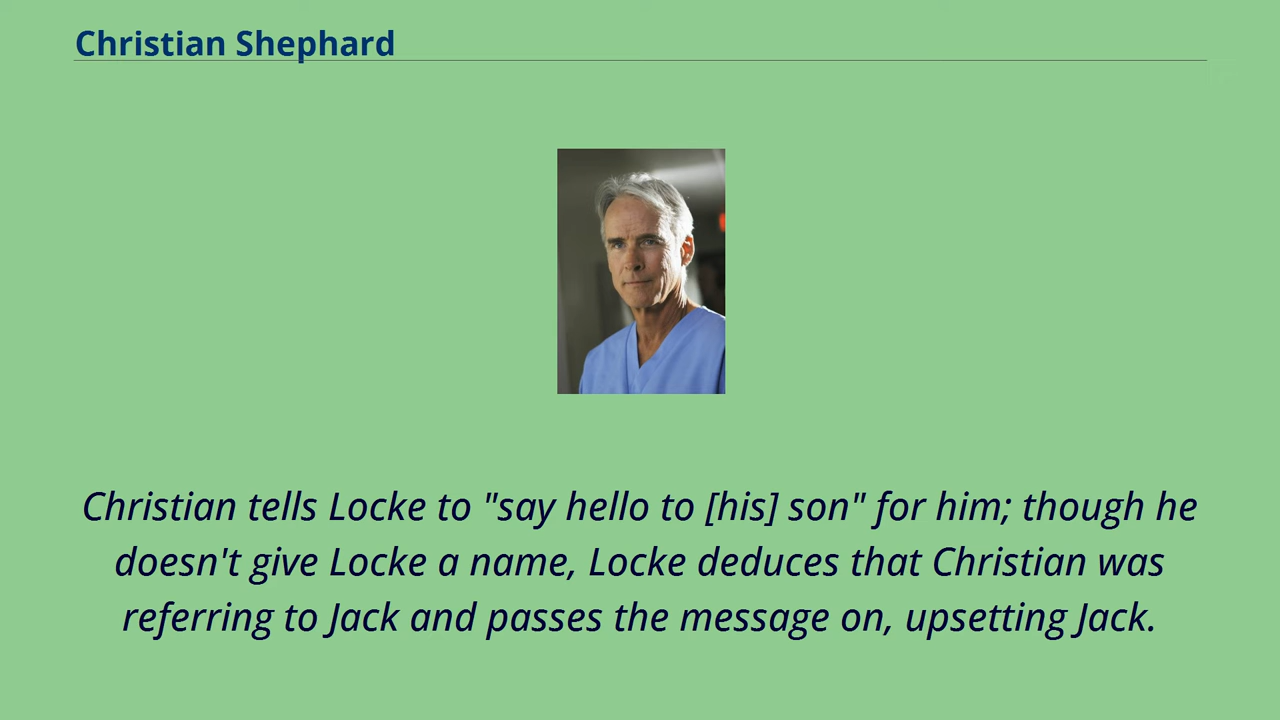 Christian Shephard
Christian tells Locke to "say hello to [his] son" for him; though he
doesn't give Locke a name, Locke deduces that Christian was
referring to Jack and passes the message on, upsetting Jack.